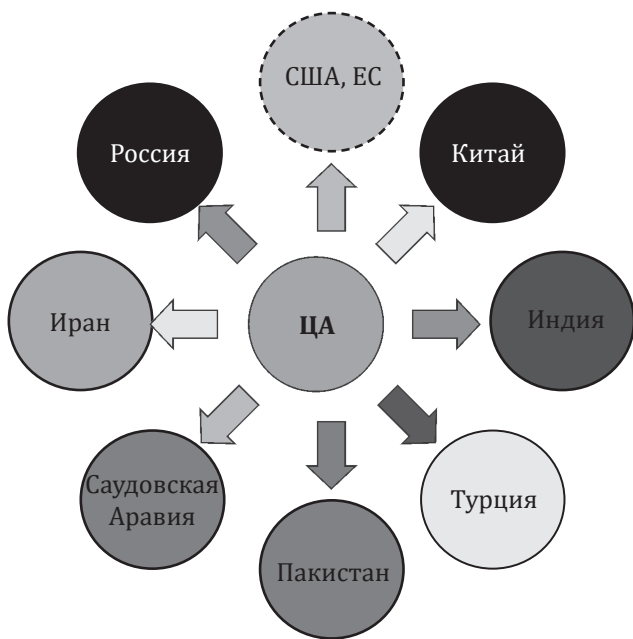 США, ЕС
Россия
Китай
Иран
ЦА
Индия
Саудовская
Аравия
Турция
Пакистан